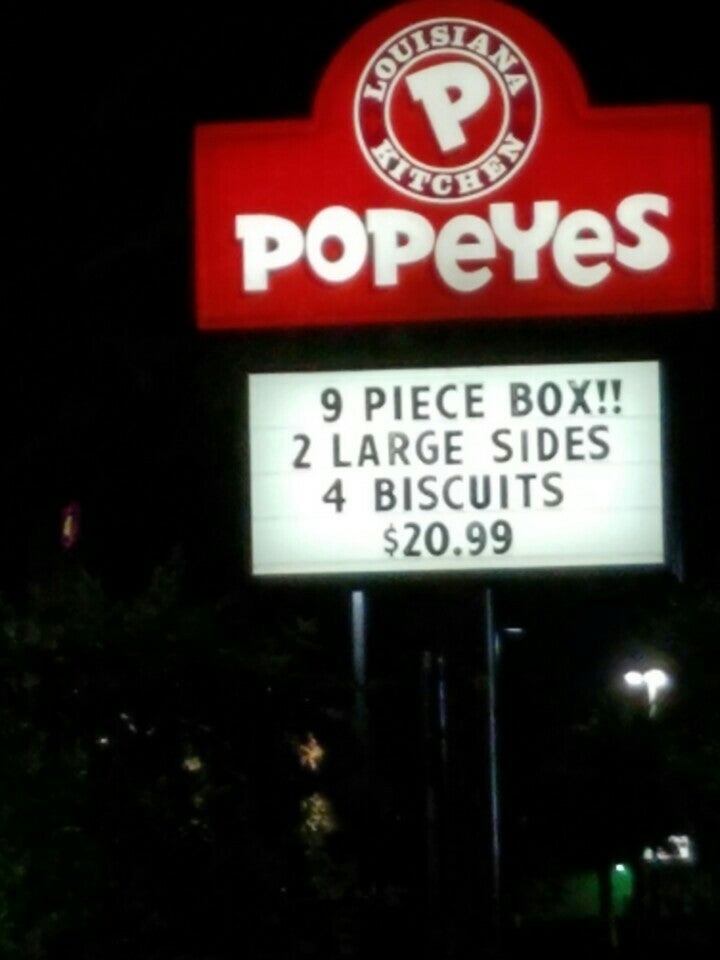 LOUISIANA
P
KITCHEN
POPEYES
9 PIECE BOX!!
2 LARGE SIDES
4 BISCUITS
$20.99